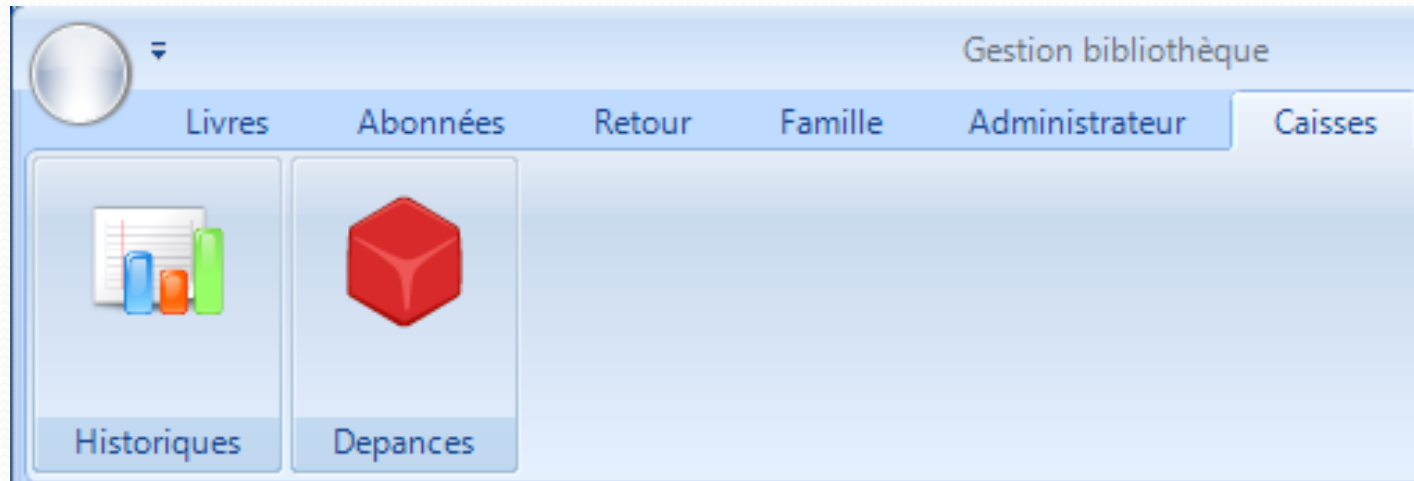 Gestion bibliothèque
Livres Abonnées Retour Famille Administrateur Caisses
Historiques Depances